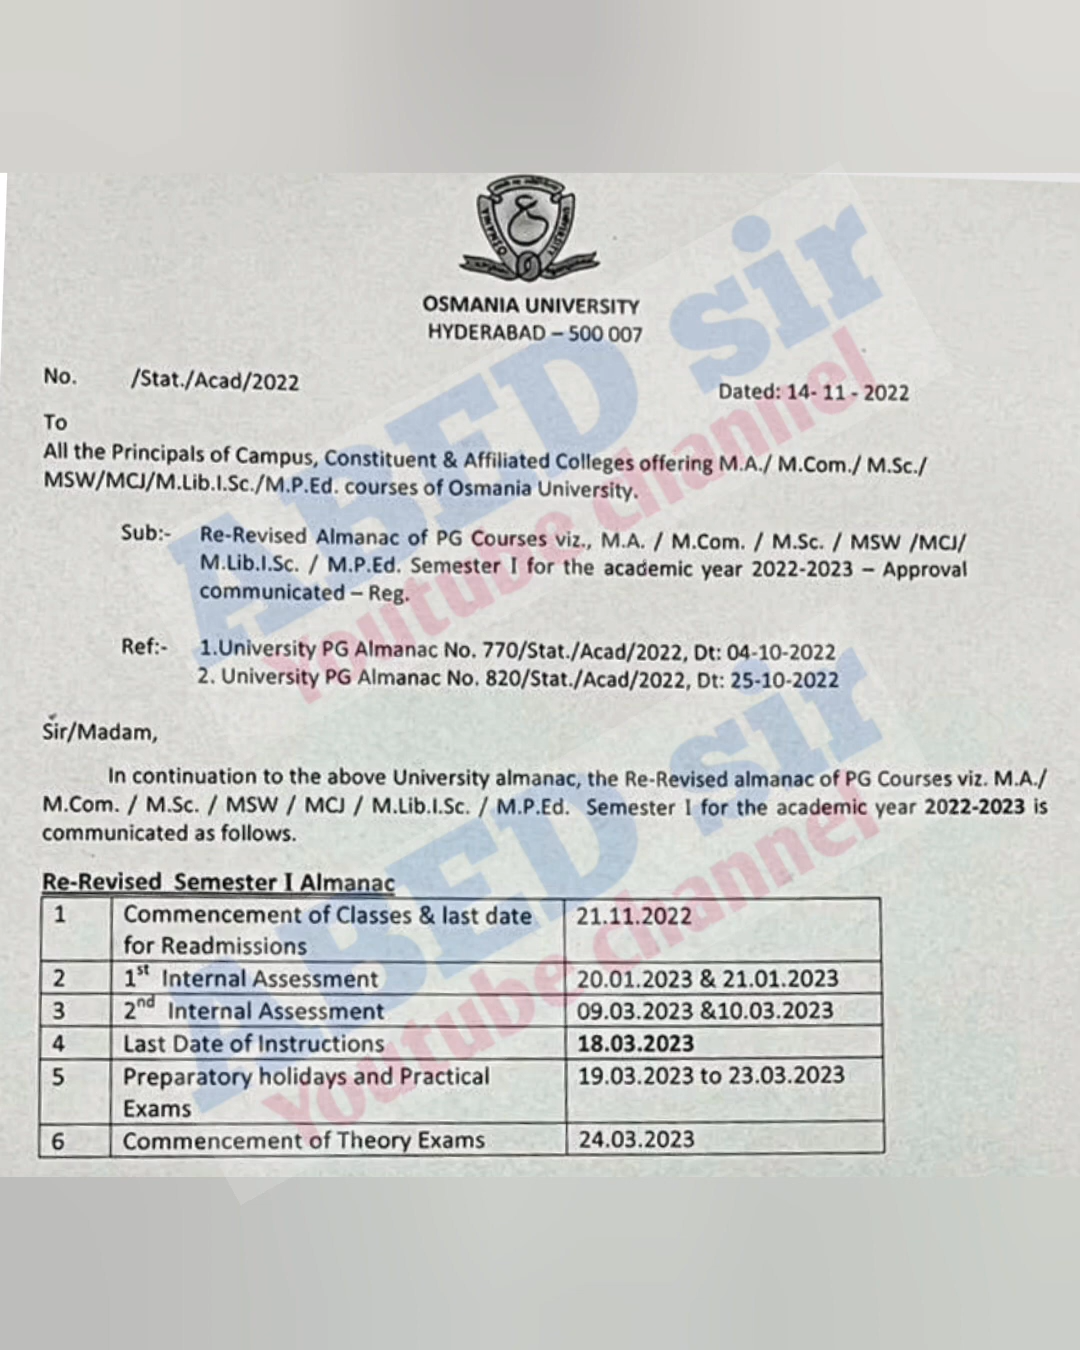 OSMANIA UNIVERSITY
OSMANIA UNIVERSITY
HYDERABAD – 500 007
No. /Stat./Acad/2022
Dated: 14- 11 - 2022
To
All the Principals of Campus, Constituent & Affiliated Colleges offering M.A./ M.Com./ M.Sc./
MSW/MCJ/M.Lib.I.Sc./M.P.Ed. courses of Osmania University.
Sub:- Re-Revised Almanac of PG Courses viz., M.A. / M.Com. / M.Sc. / MSW /MCJ/
M.Lib.I.Sc. / M.P.Ed. Semester I for the academic year 2022-2023 – Approval
communicated – Reg.
Ref:- 1.University PG Almanac No. 770/Stat./Acad/2022, Dt: 04-10-2022
2. University PG Almanac No. 820/Stat./Acad/2022, Dt: 25-10-2022
Sir/Madam,
In continuation to the above University almanac, the Re-Revised almanac of PG Courses viz. M.A./
M.Com. / M.Sc. / MSW / MCJ / M.Lib.I.Sc. / M.P.Ed. Semester I for the academic year 2022-2023 is
communicated as follows.
Re-Revised Semester I Almanac
1 Commencement of Classes & last date 21.11.2022
for Readmissions
2 1st Internal Assessment 20.01.2023 & 21.01.2023
3 2nd Internal Assessment 09.03.2023 &10.03.2023
4 Last Date of Instructions 18.03.2023
5 Preparatory holidays and Practical 19.03.2023 to 23.03.2023
Exams
6 Commencement of Theory Exams 24.03.2023
ABED sir
Youtube channel
ABED sir
Youtube channel